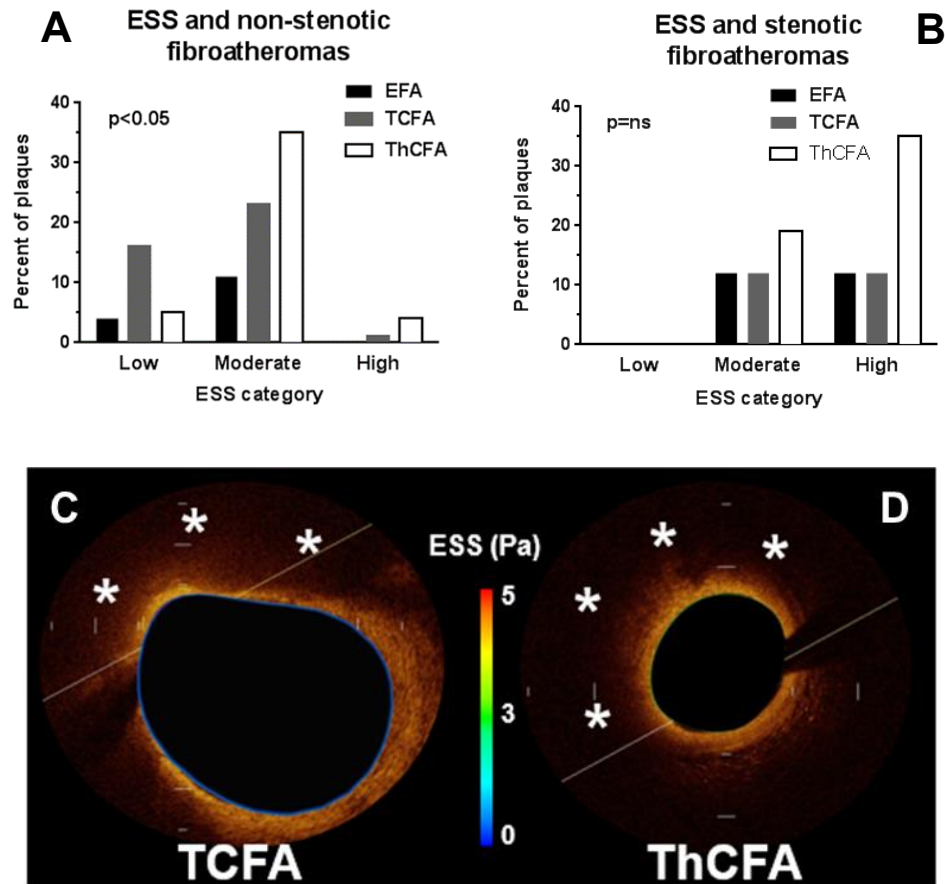 A
ESS and non-stenotic
fibroatheromas
EFA
TCFA
ThCFA
p<0.05
Percent of plaques
40
30
20
10
0
Low
Moderate
High
ESS category
B
ESS and stenotic
fibroatheromas
EFA
TCFA
ThCFA
p=ns
Percent of plaques
40
30
20
10
0
Low
Moderate
High
ESS category
C
* * *
TCFA
ESS (Pa)
5
3
0
D
* * * *
ThCFA